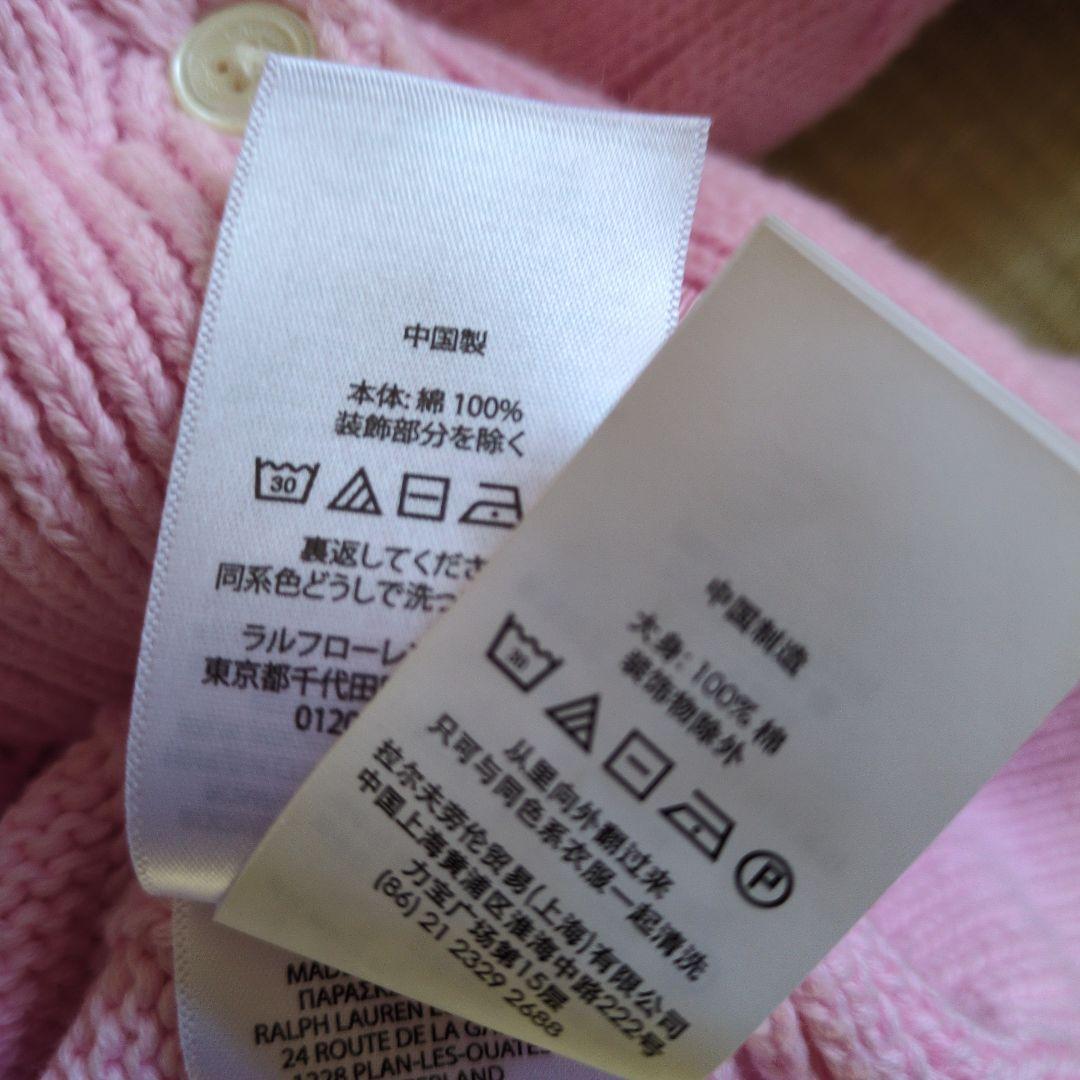 中国製
本体: 綿 100%
装飾部分を除く
30
裏返してくださ
同系色どうしで洗っ
ラルフローレ
東京都千代田
0120
中国制造
大身: 100% 棉
装饰物除外
30
P
从里向外翻过来
只可与同色系衣服一起清洗
拉尔夫劳伦贸易(上海)有限公司
中国上海黄浦区淮海中路222号
力宝广场第15层
(86) 21 2329 2688
MAD
ΠΑΡΑΣΚ
RALPH LAUREN
24 ROUTE DE LA GA
1228 PLAN-LES-OUATES
ERLAND